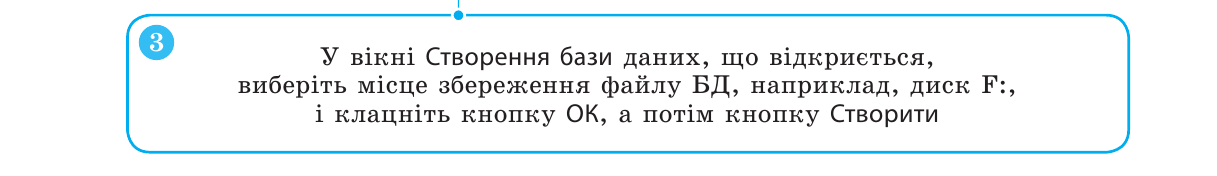 3
У вікні Створення бази даних, що відкриється,
виберіть місце збереження файлу БД, наприклад, диск F:,
і клацніть кнопку ОК, а потім кнопку Створити